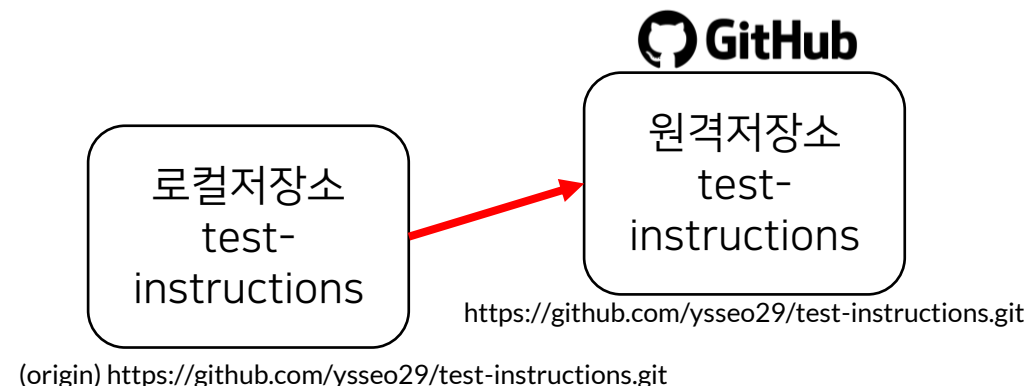 GitHub
원격저장소
test-
instructions
https://github.com/ysseo29/test-instructions.git
로컬저장소
test-
instructions
(origin) https://github.com/ysseo29/test-instructions.git